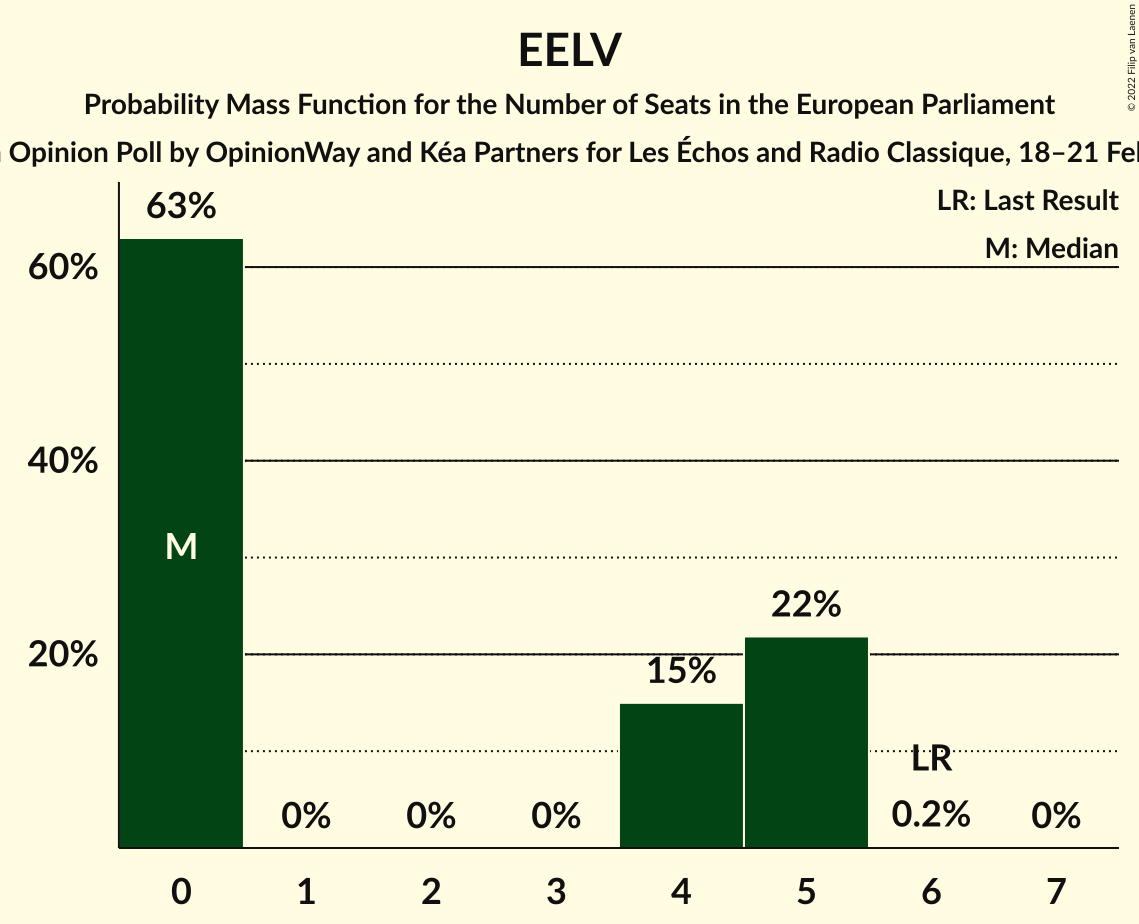 EELV
Probability Mass Function for the Number of Seats in the European Parliament
Opinion Poll by OpinionWay and Kéa Partners for Les Échos and Radio Classique, 18–21
© 2022 Filip van Laenen
LR: Last Result
M: Median
63%
60%
40%
20%
M
0%
0%
0%
15%
22%
LR
0.2%
0%
0
1
2
3
4
5
6
7